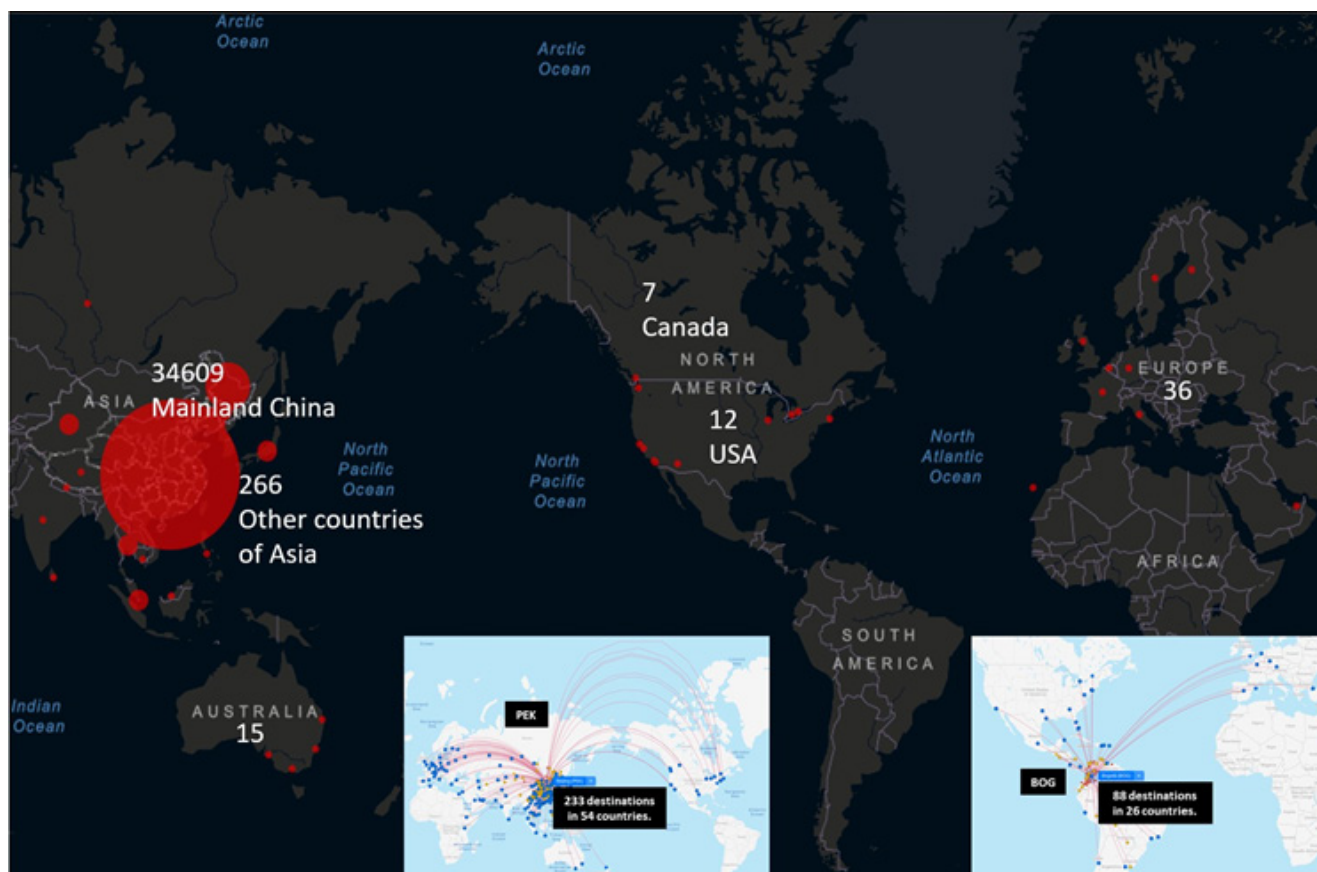 Arctic
Ocean
Arctic
Ocean
7
Canada
NORTH
AMERICA
34609
Mainland China
ASIA
EUROPE
36
12
USA
North
Pacific
Ocean
North
Pacific
Ocean
North
Atlantic
Ocean
266
Other countries
of Asia
AFRICA
SOUTH
AMERICA
Indian
Ocean
AUSTRALIA
15
PEK
233 destinations
in 54 countries.
BOG
88 destinations
in 26 countries.